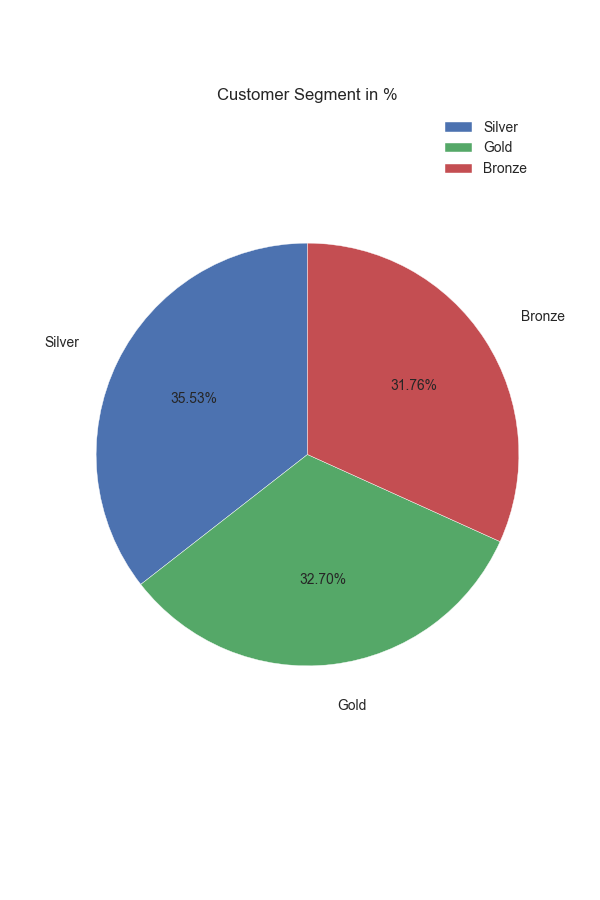 Customer Segment in %
Silver
Gold
Bronze
Bronze
Silver
31.76%
35.53%
32.70%
Gold